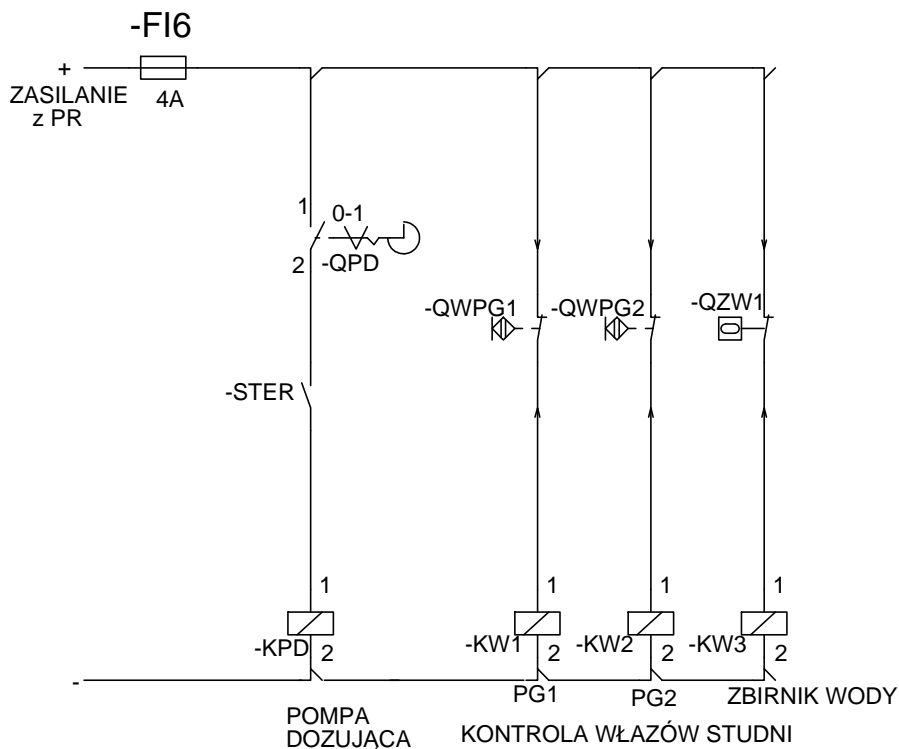 -FI6
+
ZASILANIE
z PR
4A
1
0-1
2
-QPD
-QWPG1
-QWPG2
-QZW1
-STER
1
1
1
1
-KPD
2
-KW1
2
-KW2
2
-KW3
2
-
PG1
PG2
ZBIRNIK WODY
POMPA
DOZUJĄCA
KONTROLA WŁAZÓW STUDNI